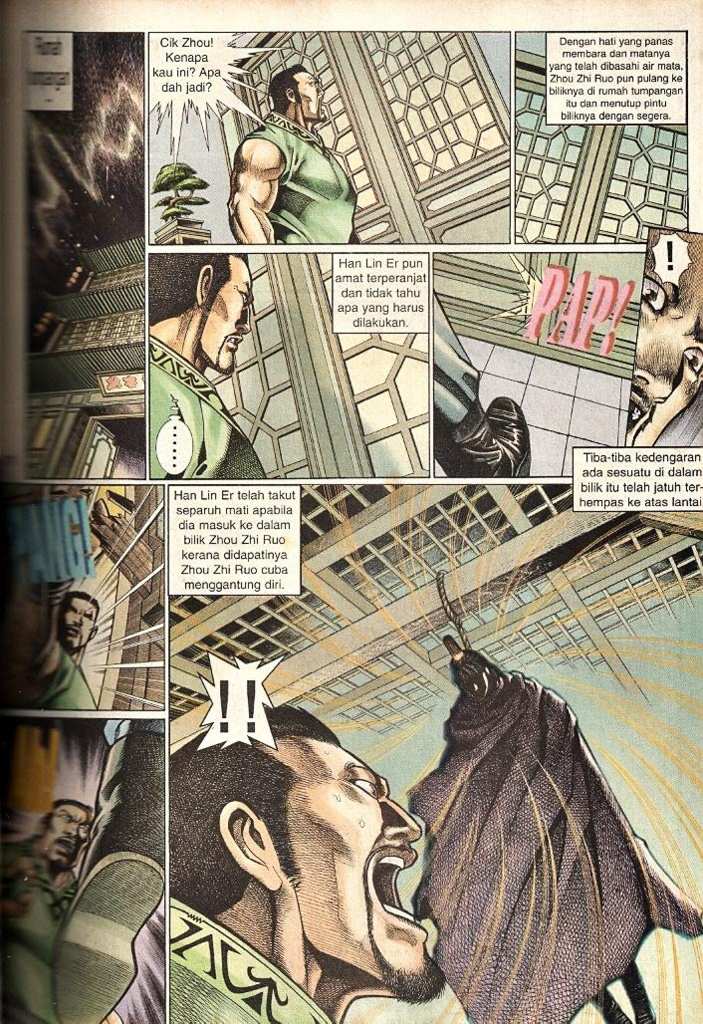 Rumah
tumpangan
...
Cik Zhou!
Kenapa
kau ini? Apa
dah jadi?
Dengan hati yang panas
membara dan matanya
yang telah dibasahi air mata,
Zhou Zhi Ruo pun pulang ke
biliknya di rumah tumpangan
itu dan menutup pintu
biliknya dengan segera.
......
Han Lin Er pun
amat terperanjat
dan tidak tahu
apa yang harus
dilakukan.
PAP!
!
Tiba-tiba kedengaran
ada sesuatu di dalam
bilik itu telah jatuh ter-
hempas ke atas lantai
Han Lin Er telah takut
separuh mati apabila
dia masuk ke dalam
bilik Zhou Zhi Ruo
kerana didapatinya
Zhou Zhi Ruo cuba
menggantung diri.
!!